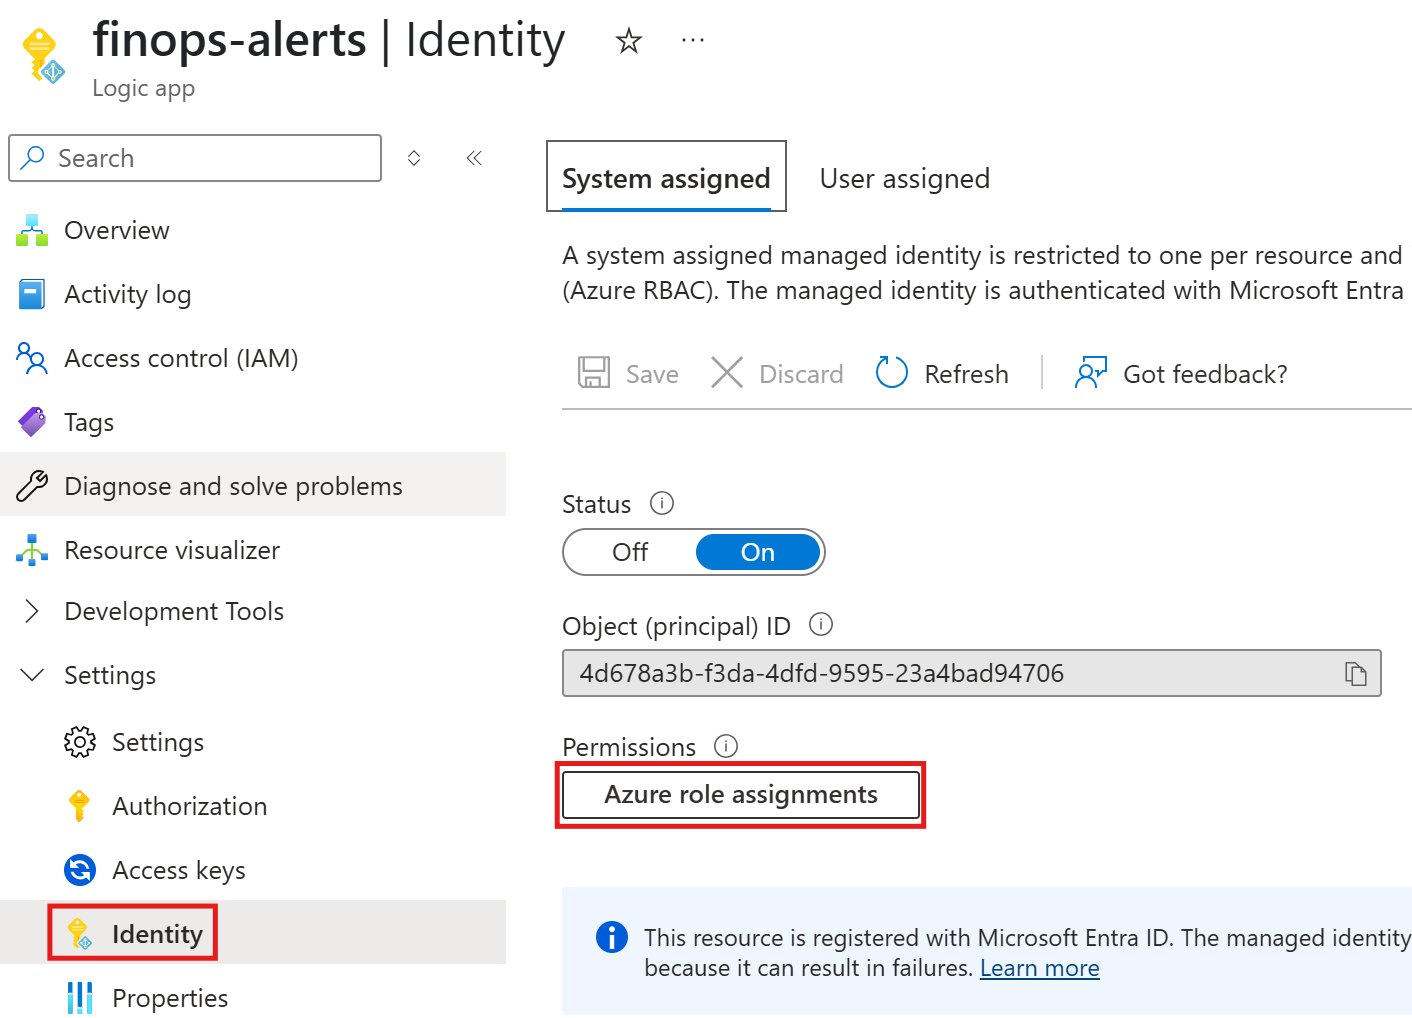 finops-alerts | Identity
Logic app
Search
Overview
Activity log
Access control (IAM)
Tags
Diagnose and solve problems
Resource visualizer
Development Tools
Settings
Settings
Authorization
Access keys
Identity
Properties
System assigned
User assigned
A system assigned managed identity is restricted to one per resource and
(Azure RBAC). The managed identity is authenticated with Microsoft Entra
Save
Discard
Refresh
Got feedback?
Status
Off
On
Object (principal) ID
4d678a3b-f3da-4dfd-9595-23a4bad94706
Permissions
Azure role assignments
This resource is registered with Microsoft Entra ID. The managed identity
because it can result in failures. Learn more